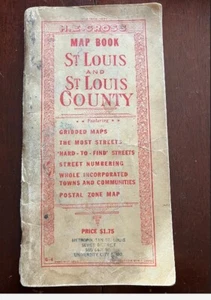 MAP BOOK
ST LOUIS
AND
ST LOUIS
COUNTY
Featuring
GRIDDED MAPS
THE MOST STREETS
"HARD-TO-FIND" STREETS
STREET NUMBERING
WHOLE INCORPORATED
TOWNS AND COMMUNITIES
POSTAL ZONE MAP
PRICE $1.75